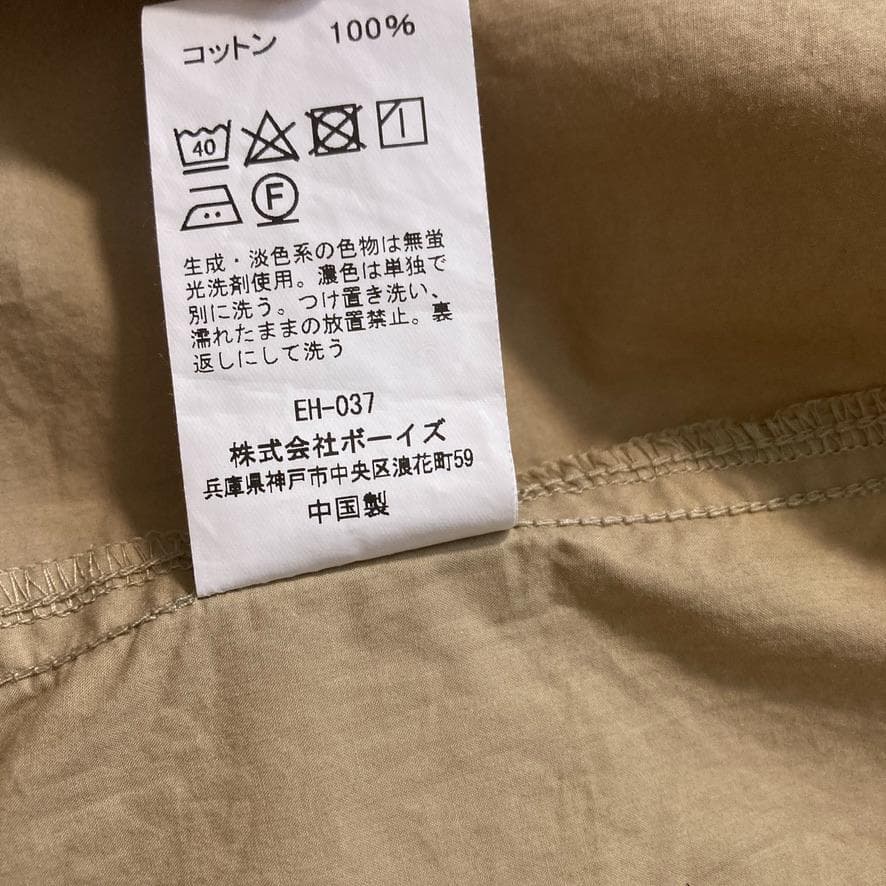 コットン 100%
40
F
生成・淡色系の色物は無蛍
光洗剤使用。濃色は単独で
別に洗う。つけ置き洗い、
濡れたままの放置禁止。裏
返しにして洗う
EH-037
株式会社ボーイズ
兵庫県神戸市中央区浪花町59
中国製